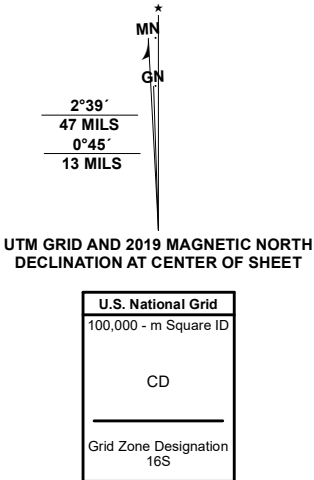 ★
MN
GN
2°39´
47 MILS
0°45´
13 MILS
UTM GRID AND 2019 MAGNETIC NORTH
DECLINATION AT CENTER OF SHEET
U.S. National Grid
100,000 - m Square ID
CD
Grid Zone Designation
16S